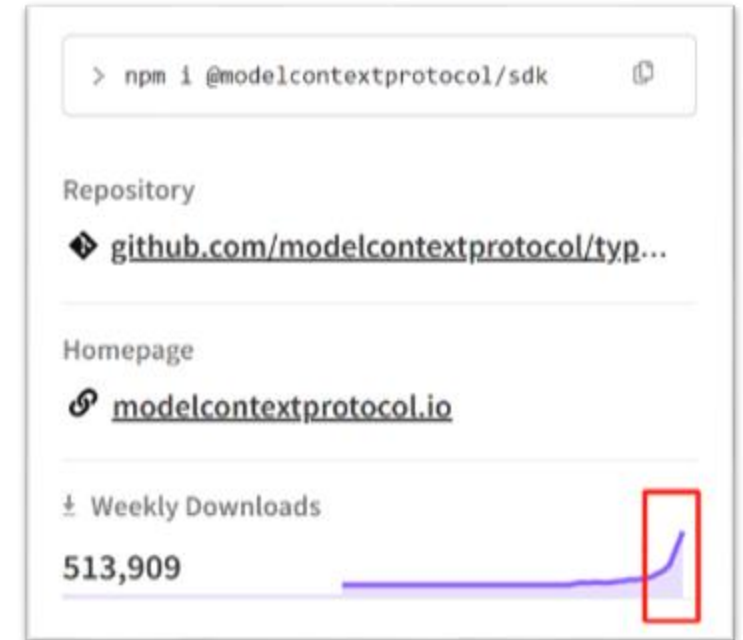 > npm i @modelcontextprotocol/sdk
Repository
github.com/modelcontextprotocol/typ...
Homepage
modelcontextprotocol.io
Weekly Downloads
513,909